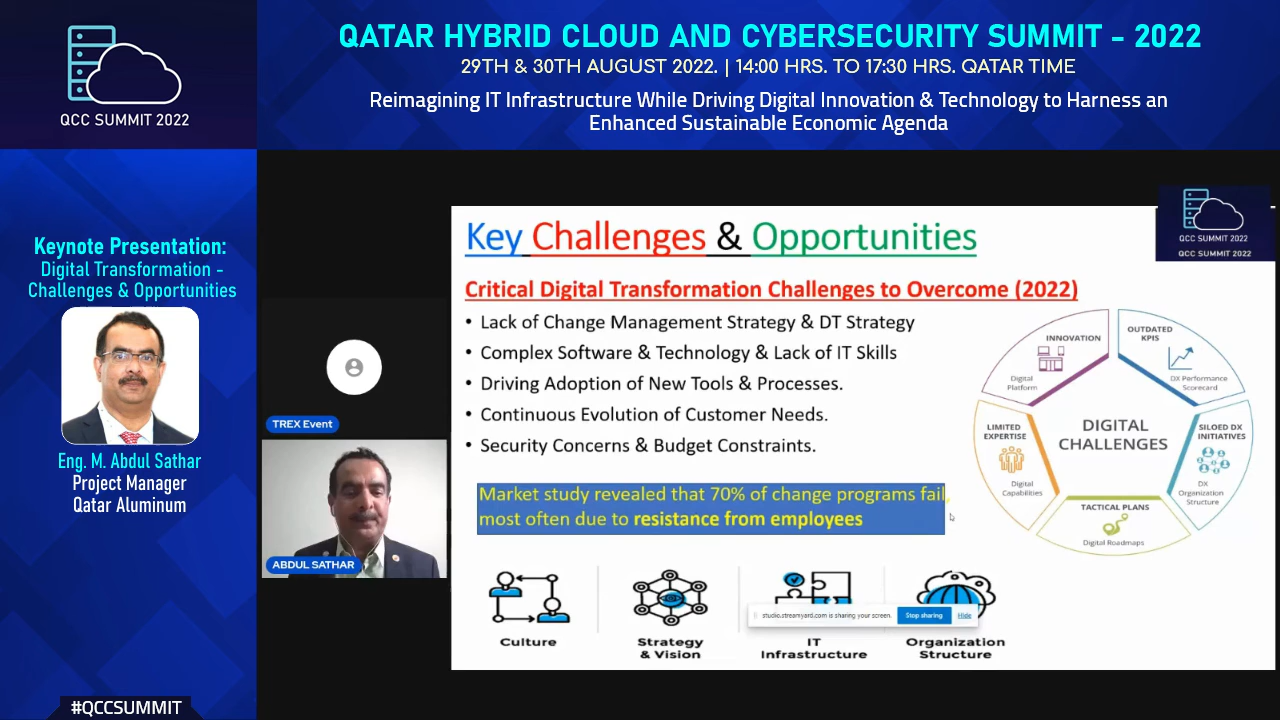 QCC SUMMIT 2022
QATAR HYBRID CLOUD AND CYBERSECURITY SUMMIT - 2022
29TH & 30TH AUGUST 2022. | 14:00 HRS. TO 17:30 HRS. QATAR TIME
Reimagining IT Infrastructure While Driving Digital Innovation & Technology to Harness an
Enhanced Sustainable Economic Agenda
Keynote Presentation:
Digital Transformation -
Challenges & Opportunities
Eng. M. Abdul Sathar
Project Manager
Qatar Aluminum
#QCCSUMMIT
TREX Event
ABDUL SATHAR
Key Challenges & Opportunities
QCC SUMMIT 2022
QCC SUMMIT 2022
Critical Digital Transformation Challenges to Overcome (2022)
• Lack of Change Management Strategy & DT Strategy
• Complex Software & Technology & Lack of IT Skills
• Driving Adoption of New Tools & Processes.
• Continuous Evolution of Customer Needs.
• Security Concerns & Budget Constraints.
Market study revealed that 70% of change programs fail,
most often due to resistance from employees
INNOVATION
Digital
Platform
OUTDATED
KPIS
DX Performance
Scorecard
LIMITED
EXPERTISE
Digital
Capabilities
DIGITAL
CHALLENGES
SILOED DX
INITIATIVES
DX
Organization
Structure
TACTICAL PLANS
Digital Roadmaps
studio.streamyard.com is sharing your screen.
Stop sharing
Hide
Culture
Strategy
& Vision
IT
Infrastructure
Organization
Structure